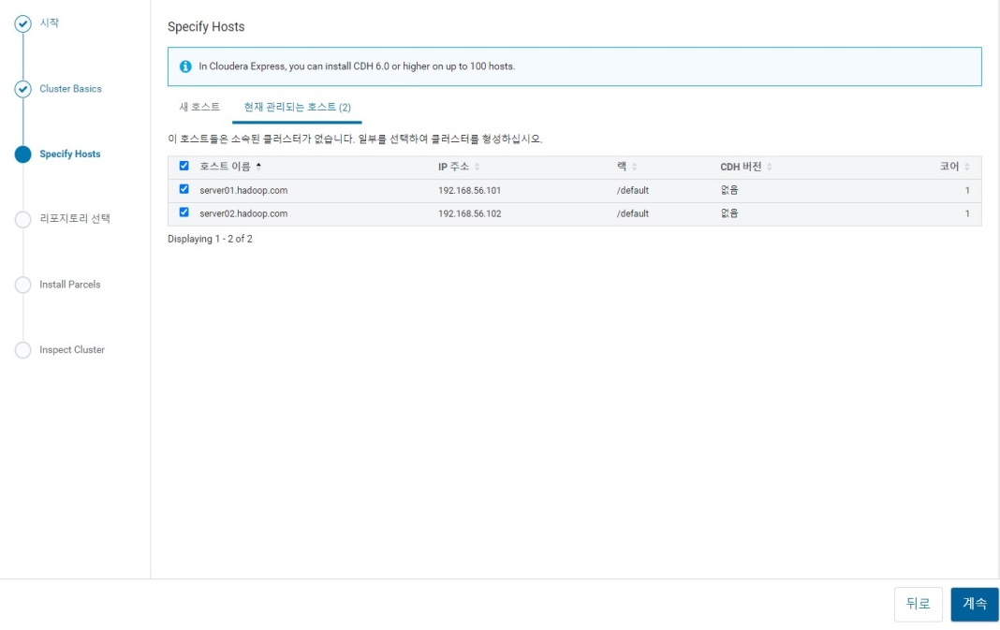 시작
Cluster Basics
Specify Hosts
리포지토리 선택
Install Parcels
Inspect Cluster
Specify Hosts
In Cloudera Express, you can install CDH 6.0 or higher on up to 100 hosts.
새 호스트 현재 관리되는 호스트 (2)
이 호스트들은 소속된 클러스터가 없습니다. 일부를 선택하여 클러스터를 형성하십시오.
호스트 이름 IP 주소 랙 CDH 버전 코어
server01.hadoop.com 192.168.56.101 /default 없음 1
server02.hadoop.com 192.168.56.102 /default 없음 1
Displaying 1 - 2 of 2
뒤로 계속